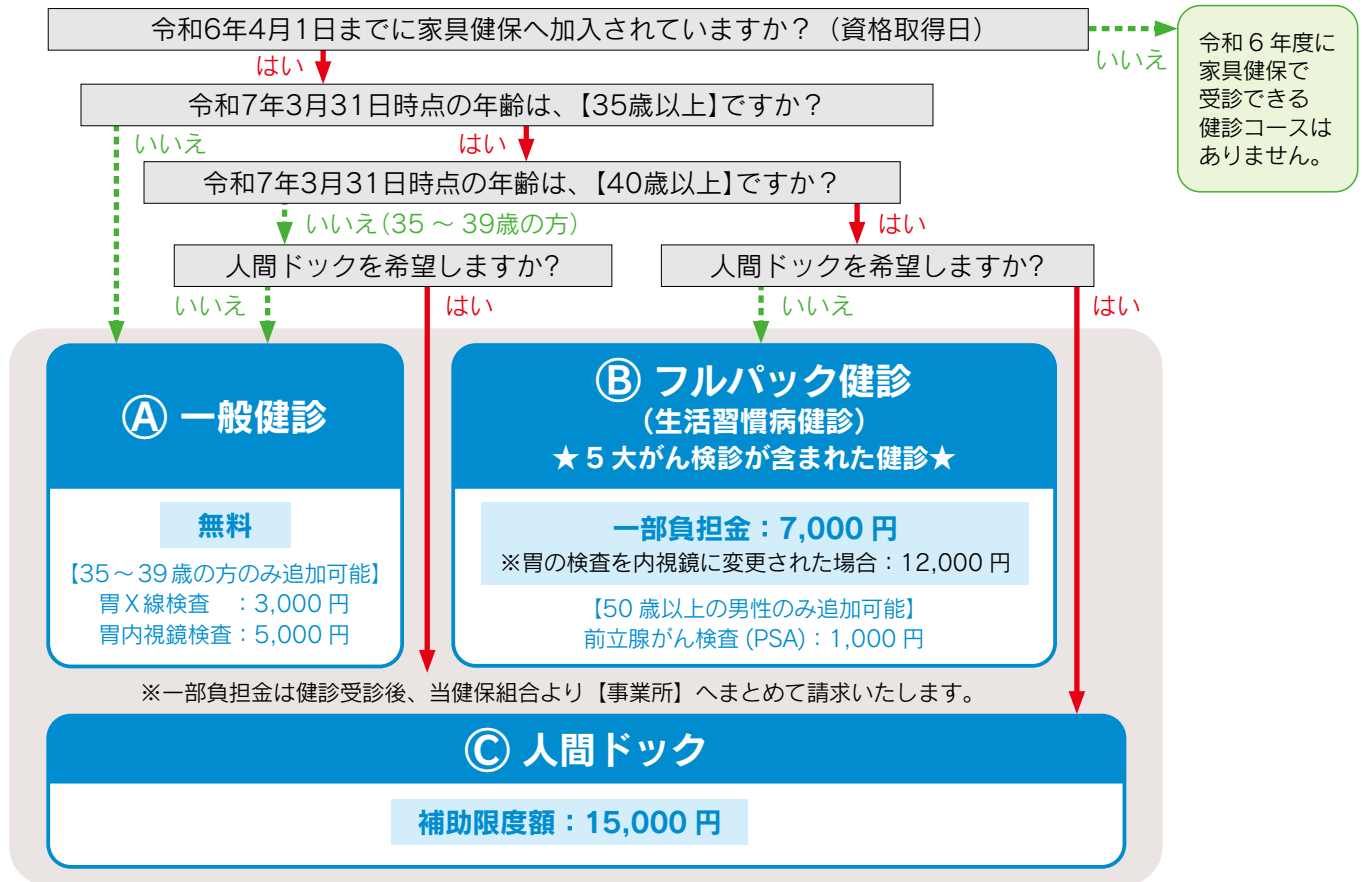 令和6年4月1日までに家具健保へ加入されていますか？（資格取得日）
いいえ
令和６年度に
家具健保で
受診できる
健診コースは
ありません。
はい
令和7年3月31日時点の年齢は、【35歳以上】ですか？
いいえ
はい
令和7年3月31日時点の年齢は、【40歳以上】ですか？
いいえ（35 ～ 39歳の方）
はい
人間ドックを希望しますか?
人間ドックを希望しますか?
いいえ
はい
いいえ
はい
Ⓐ 一般健診
無料
【35～39歳の方のみ追加可能】
胃Ｘ線検査　：3,000 円
胃内視鏡検査：5,000 円
Ⓑ フルパック健診
（生活習慣病健診）
★５大がん検診が含まれた健診★
一部負担金：7,000 円
※胃の検査を内視鏡に変更された場合：12,000 円
【50 歳以上の男性のみ追加可能】
前立腺がん検査 (PSA)：1,000 円
※一部負担金は健診受診後、当健保組合より【事業所】へまとめて請求いたします。
Ⓒ 人間ドック
補助限度額：15,000 円